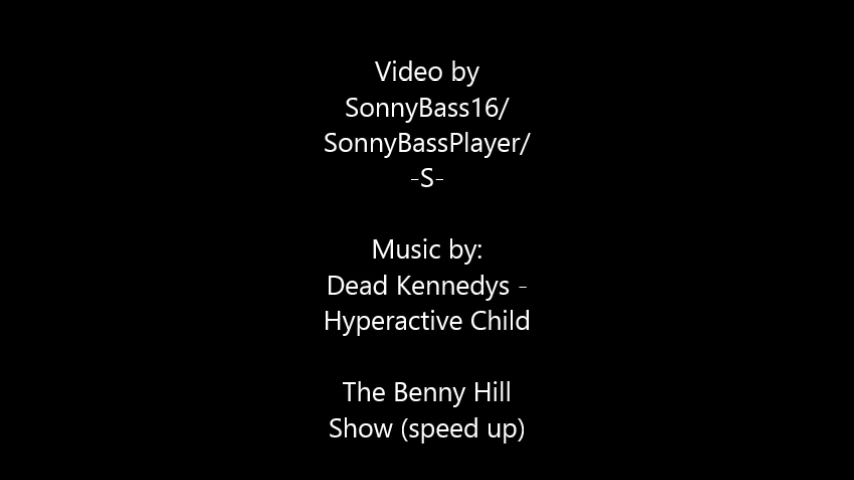 Video by
SonnyBass16/
SonnyBassPlayer/
-S-
Music by:
Dead Kennedys -
Hyperactive Child
The Benny Hill
Show (speed up)